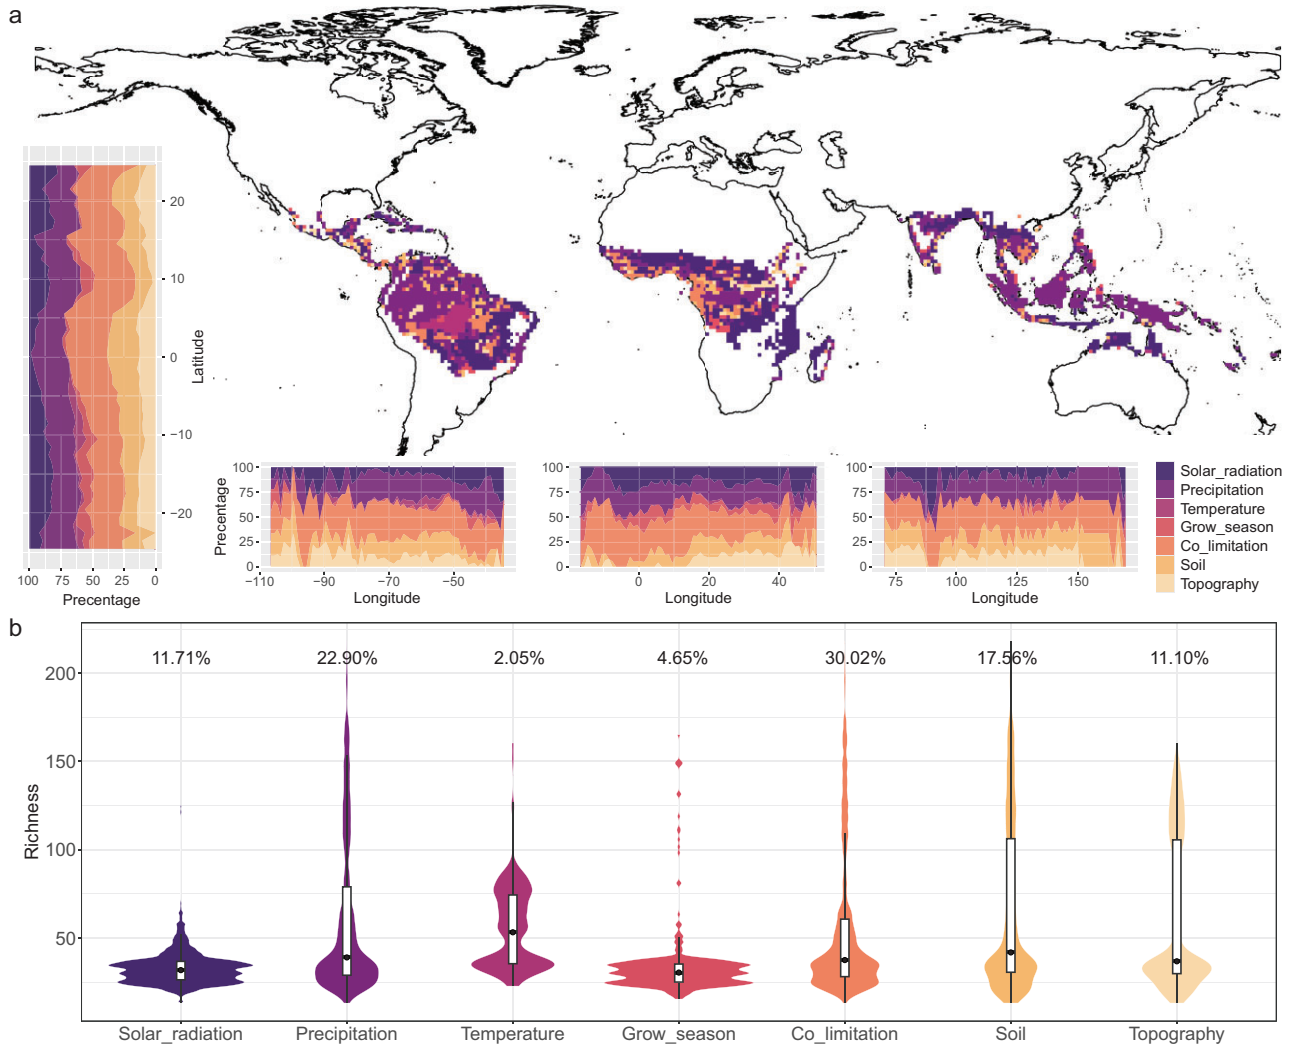 a
20
10
0
−10
−20
Latitude
100 75 50 25 0
Precentage
100
75
50
25
0
Precentage
−110 −90 −70 −50
Longitude
100
75
50
25
0
0 20 40
Longitude
100
75
50
25
0
75 100 125 150
Longitude
Solar_radiation
Precipitation
Temperature
Grow_season
Co_limitation
Soil
Topography
b
11.71% 22.90% 2.05% 4.65% 30.02% 17.56% 11.10%
200
150
100
50
Richness
Solar_radiation Precipitation Temperature Grow_season Co_limitation Soil Topography